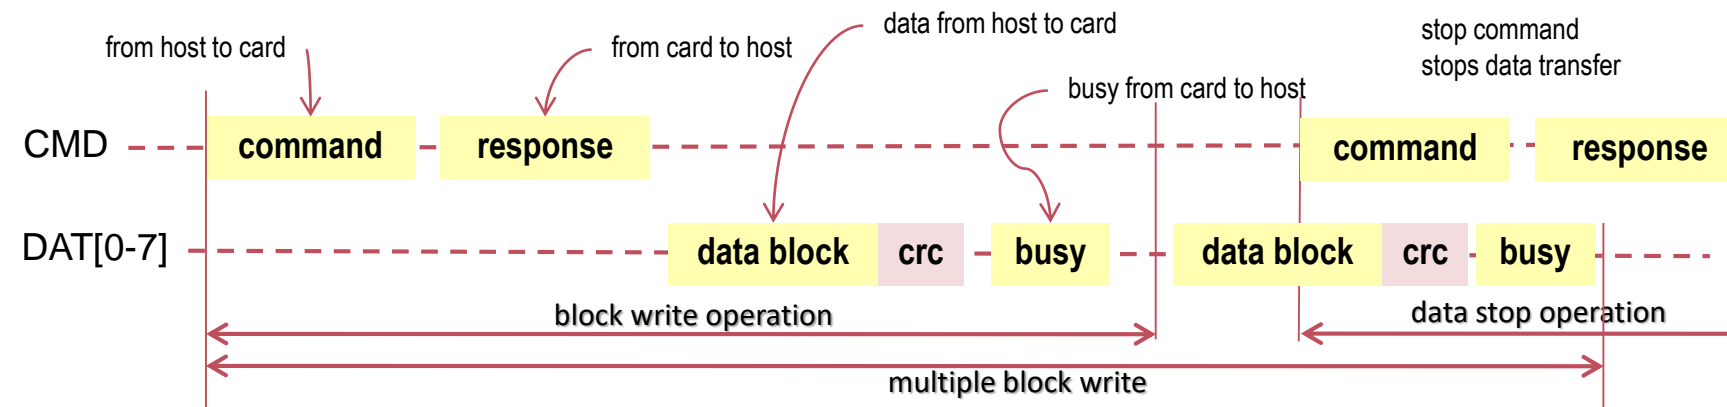 data from host to card
stop command
from host to card
from card to host
stops data transfer
busy from card to host
CMD
command
response
command
response
DAT[0-7]
data block
crc
busy
data block
crc
busy
block write operation
data stop operation
multiple block write